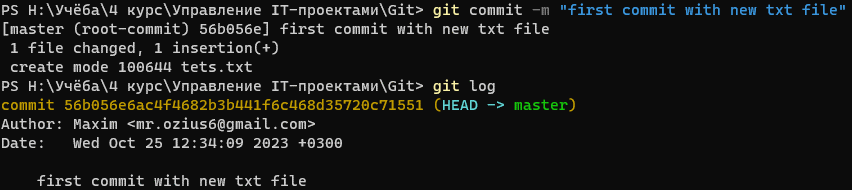 PS H:\Учёба\4 курс\Управление IT-проектами\Git> git commit -m "first commit with new txt file"
[master (root-commit) 56b056e] first commit with new txt file
 1 file changed, 1 insertion(+)
 create mode 100644 tets.txt
PS H:\Учёба\4 курс\Управление IT-проектами\Git> git log
commit 56b056e6ac4f4682b3b441f6c468d35720c71551 (HEAD -> master)
Author: Maxim <mr.ozius6@gmail.com>
Date:   Wed Oct 25 12:34:09 2023 +0300

    first commit with new txt file